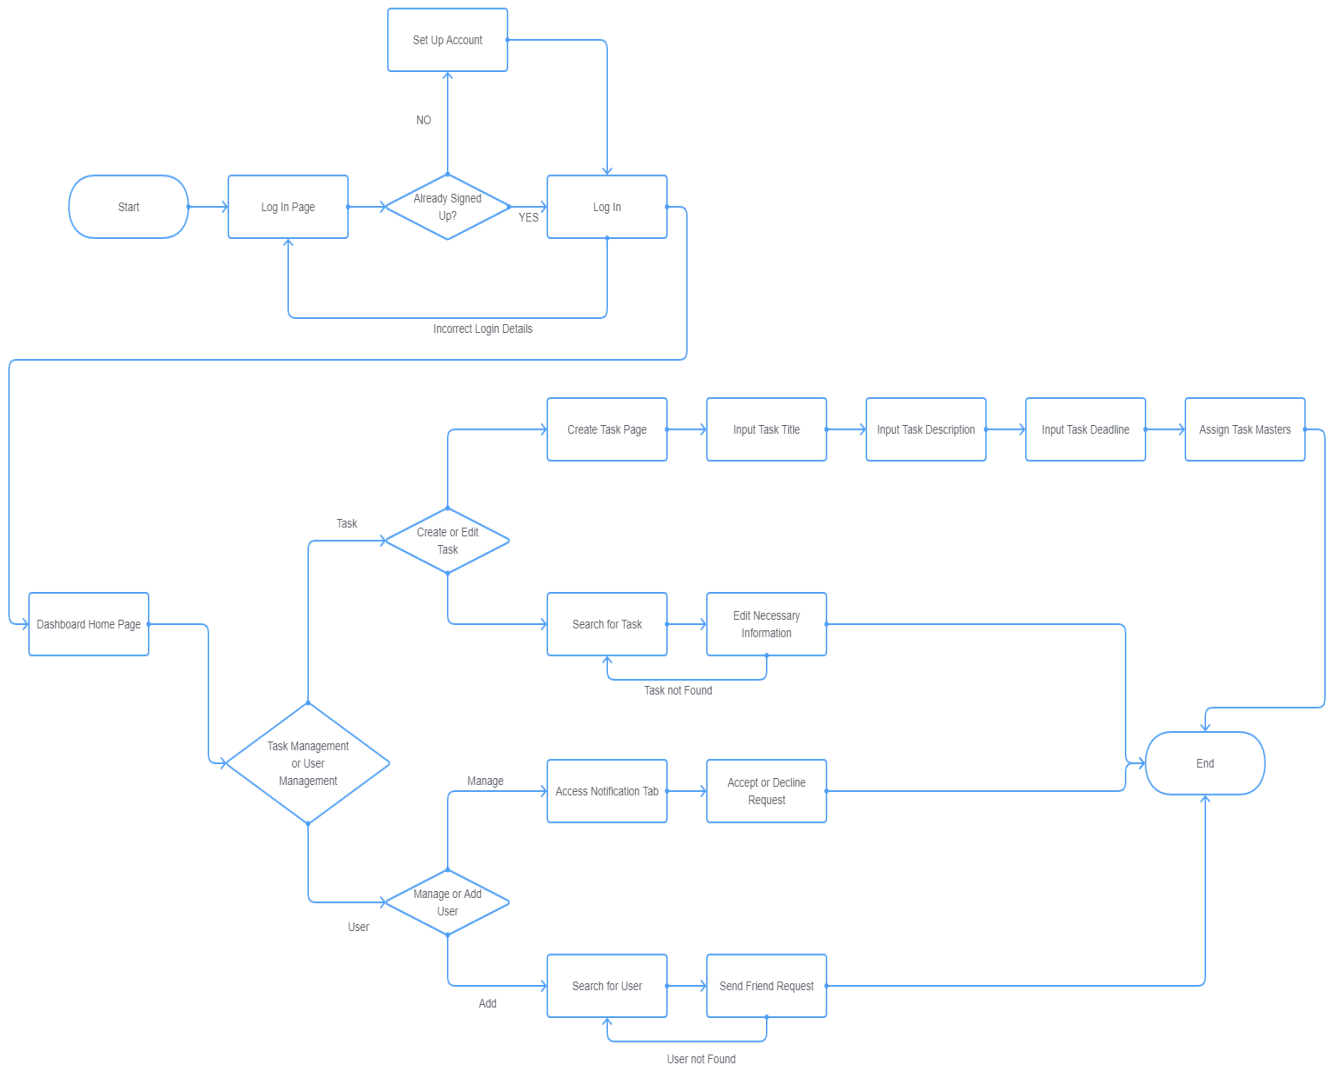 Set Up Account
NO
Start
Log In Page
Already Signed
Up?
YES
Log In
Incorrect Login Details
Create Task Page
Input Task Title
Input Task Description
Input Task Deadline
Assign Task Masters
Task
Create or Edit
Task
Dashboard Home Page
Search for Task
Edit Necessary
Information
Task not Found
Task Management
or User
Management
End
Manage
Access Notification Tab
Accept or Decline
Request
Manage or Add
User
User
Add
Search for User
Send Friend Request
User not Found